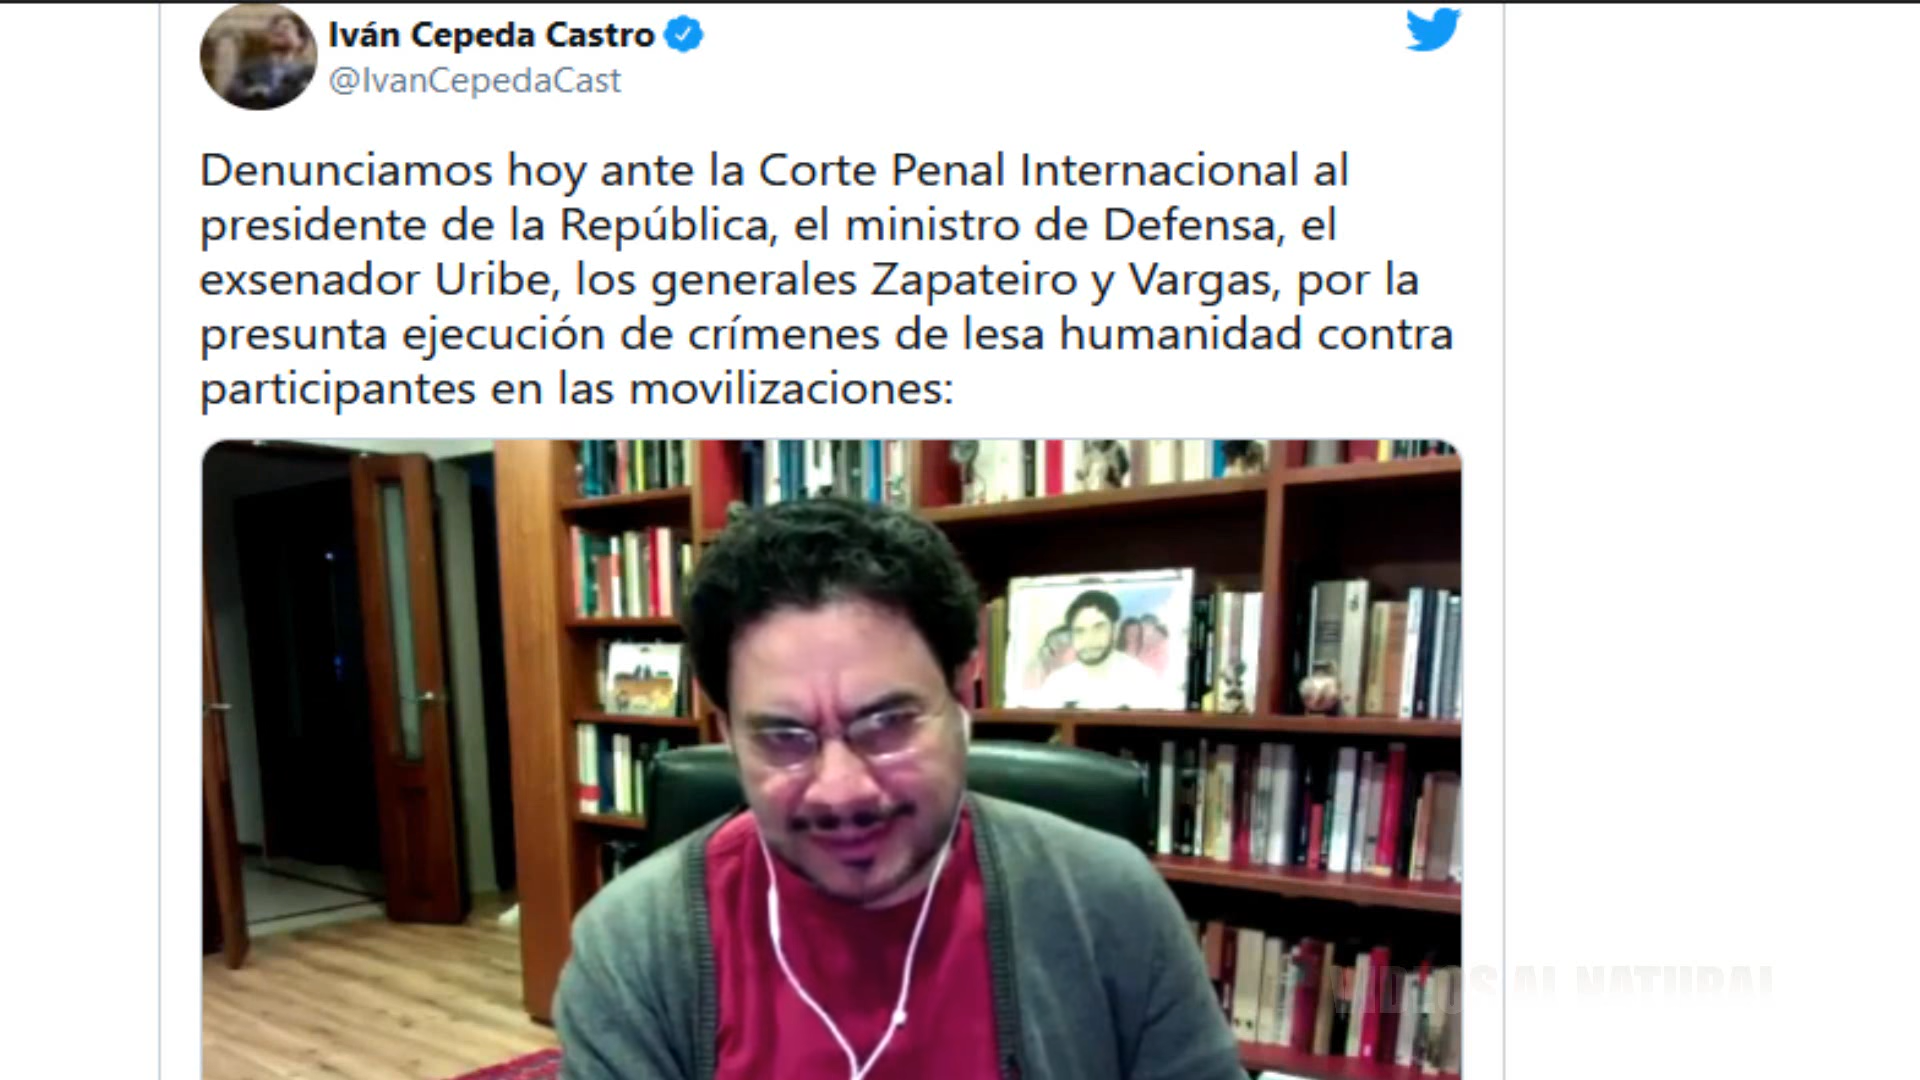 Iván Cepeda Castro
@IvanCepedaCast
Denunciamos hoy ante la Corte Penal Internacional al
presidente de la República, el ministro de Defensa, el
exsenador Uribe, los generales Zapateiro y Vargas, por la
presunta ejecución de crímenes de lesa humanidad contra
participantes en las movilizaciones:
AL NATURAL